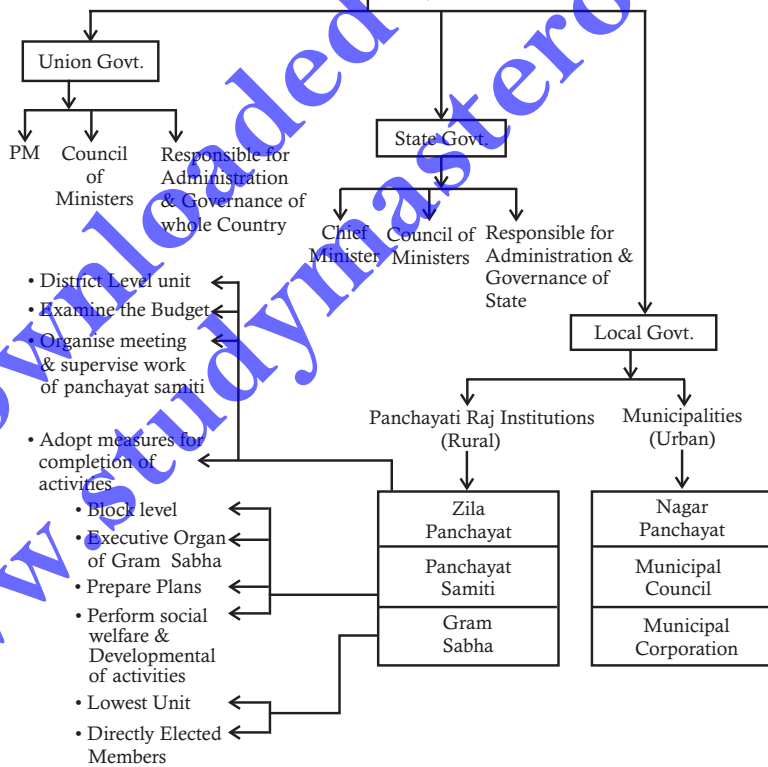 Union Govt.
PM
Council
of
Ministers
Responsible for
Administration
& Governance of
whole Country
State Govt.
Chief
Minister
Council of
Ministers
Responsible for
Administration &
Governance of
State
Local Govt.
Panchayati Raj Institutions
(Rural)
Municipalities
(Urban)
• District Level unit
• Examine the Budget
• Organise meeting
& supervise work
of panchayat samiti
• Adopt measures for
completion of
activities
Zila
Panchayat
Panchayat
Samiti
Gram
Sabha
Nagar
Panchayat
Municipal
Council
Municipal
Corporation
• Block level
• Executive Organ
of Gram Sabha
• Prepare Plans
• Perform social
welfare &
Developmental
of activities
• Lowest Unit
• Directly Elected
Members
ownloaded
w.studymastero